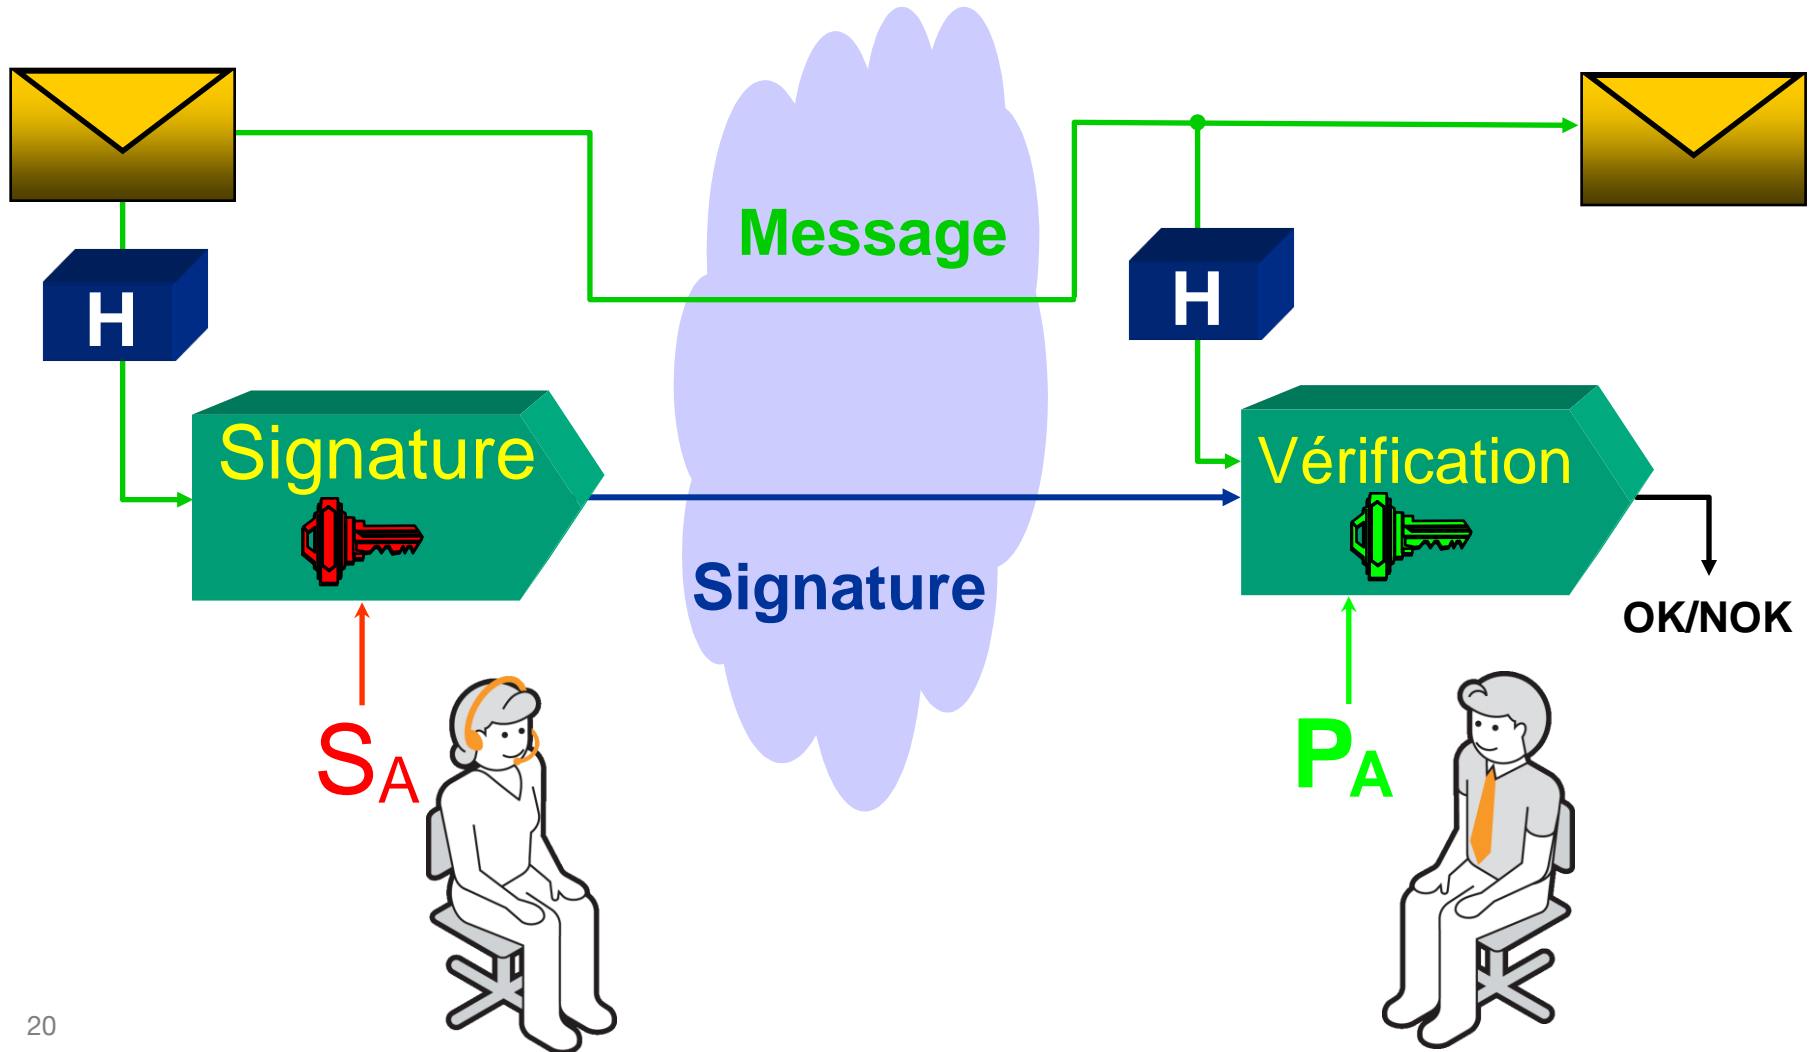 Message
H
H
Signature
Vérification
Signature
OK/NOK
SA
PA
20